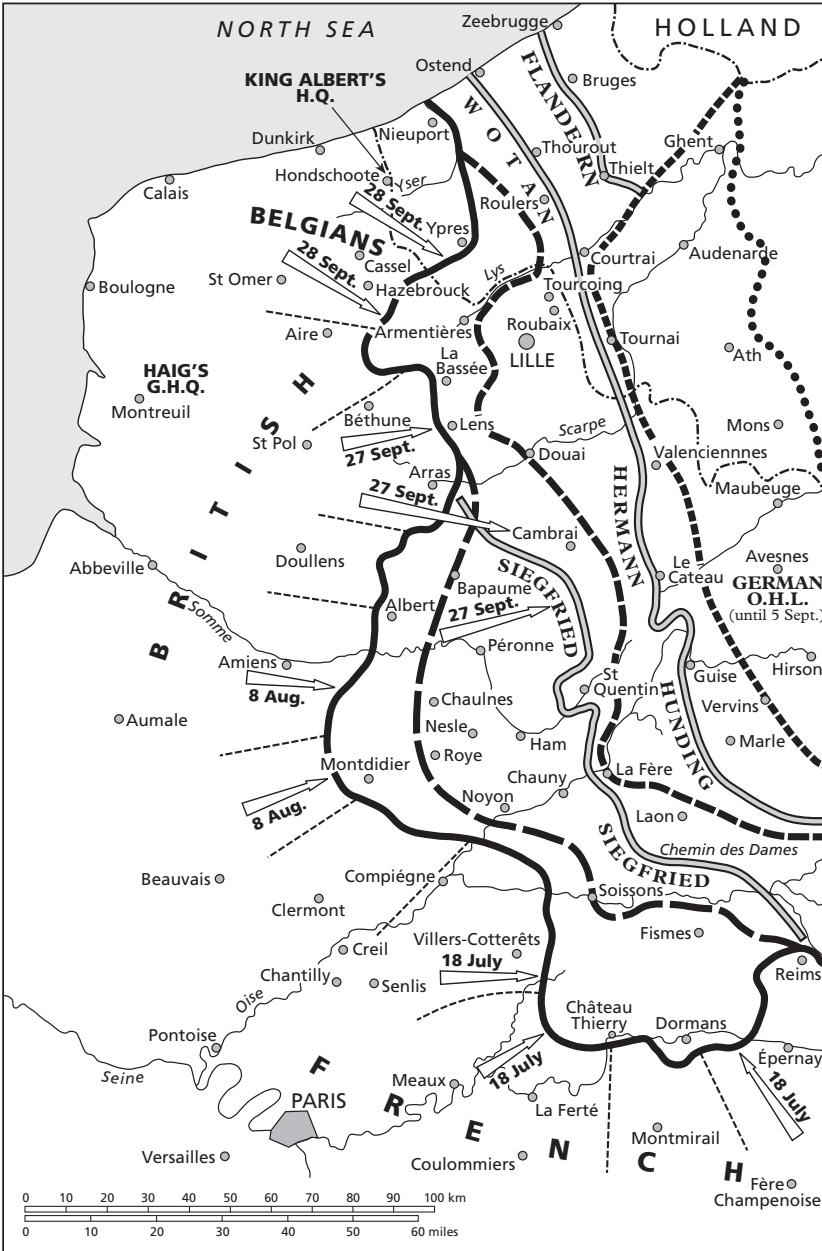 NORTH SEA
Zeebrugge
HOLLAND
Ostend
KING ALBERT'S
H.Q.
FLANDERN
Bruges
WOTAN
Nieuport
Dunkirk
Thourout
Ghent
Hondschoote
Yser
Thielt
Calais
28 Sept.
Roulers
BELGIANS
Ypres
28 Sept.
Cassel
Lys
Courtrai
Audenarde
Boulogne
St Omer
Hazebrouck
Tourcoing
Aire
Armentières
Roubaix
Tournai
LILLE
Ath
La
Bassée
HAIG'S
G.H.Q.
Montreuil
BRITISH
Béthune
Lens
Scarpe
Mons
St Pol
27 Sept.
Douai
Valenciennnes
Arras
HERMANN
Maubeuge
27 Sept.
Cambrai
Abbeville
Doullens
SIEGFRIED
Le
Cateau
Avesnes
GERMAN
O.H.L.
(until 5 Sept.)
Bapaume
Somme
Albert
27 Sept.
Péronne
Amiens
8 Aug.
St
Quentin
Guise
Hirson
Aumale
Chaulnes
HUNDING
Vervins
Nesle
Roye
Ham
Marle
Montdidier
Chauny
La Fère
8 Aug.
Noyon
Laon
SIEGFRIED
Chemin des Dames
Beauvais
Compiégne
Soissons
Clermont
Fismes
Creil
Villers-Cotterêts
18 July
Reims
Chantilly
Senlis
Oise
Château
Thierry
Dormans
Pontoise
Épernay
Seine
18 July
18 July
Meaux
FRENCH
PARIS
La Ferté
Montmirail
Versailles
Coulommiers
Fère
Champenoise
0 10 20 30 40 50 60 70 80 90 100 km
0 10 20 30 40 50 60 miles